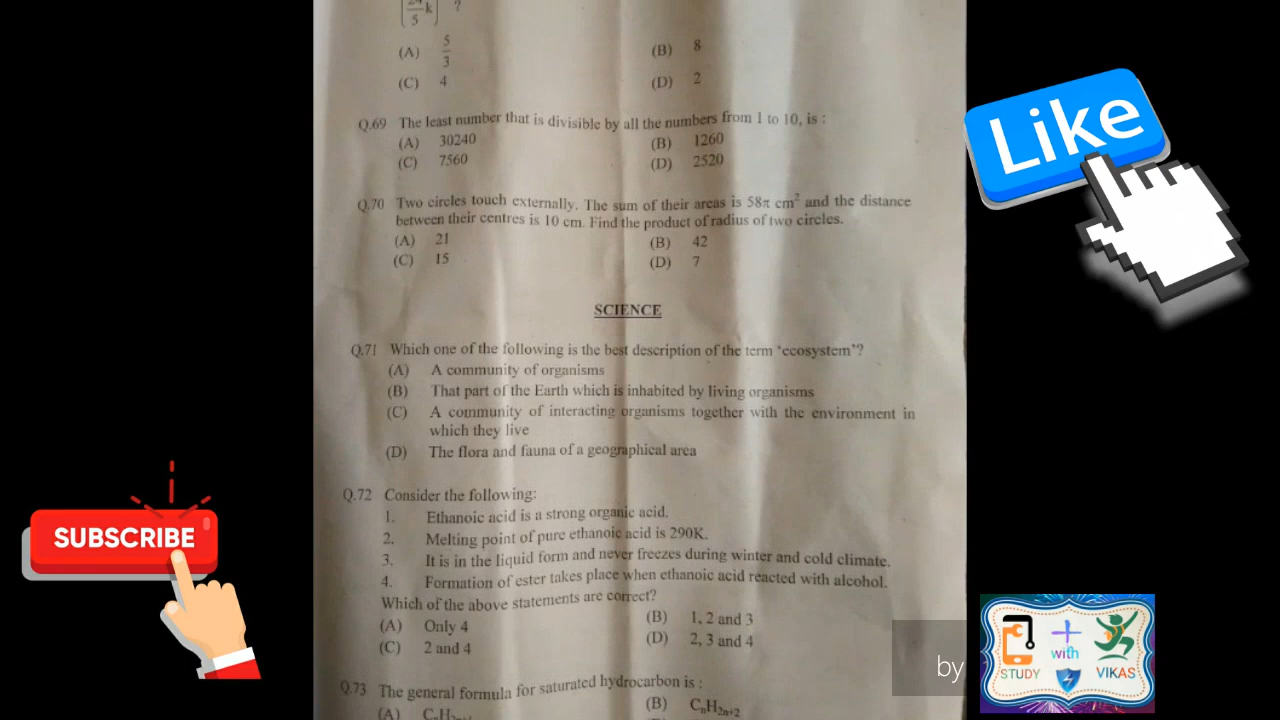 5 k ?
(A) 5/3 (B) 8
(C) 4 (D) 2
Q.69 The least number that is divisible by all the numbers from 1 to 10, is :
(A) 30240 (B) 1260
(C) 7560 (D) 2520
Q.70 Two circles touch externally. The sum of their areas is 58π cm² and the distance
between their centres is 10 cm. Find the product of radius of two circles.
(A) 21 (B) 42
(C) 15 (D) 7
SCIENCE
Q.71 Which one of the following is the best description of the term 'ecosystem'?
(A) A community of organisms
(B) That part of the Earth which is inhabited by living organisms
(C) A community of interacting organisms together with the environment in
which they live
(D) The flora and fauna of a geographical area
Q.72 Consider the following:
1. Ethanoic acid is a strong organic acid.
2. Melting point of pure ethanoic acid is 290K.
3. It is in the liquid form and never freezes during winter and cold climate.
4. Formation of ester takes place when ethanoic acid reacted with alcohol.
Which of the above statements are correct?
(A) Only 4 (B) 1, 2 and 3
(C) 2 and 4 (D) 2, 3 and 4
Q.73 The general formula for saturated hydrocarbon is :
(A) (B) CₙH₂ₙ₊₂
Like
SUBSCRIBE
by
with
STUDY VIKAS